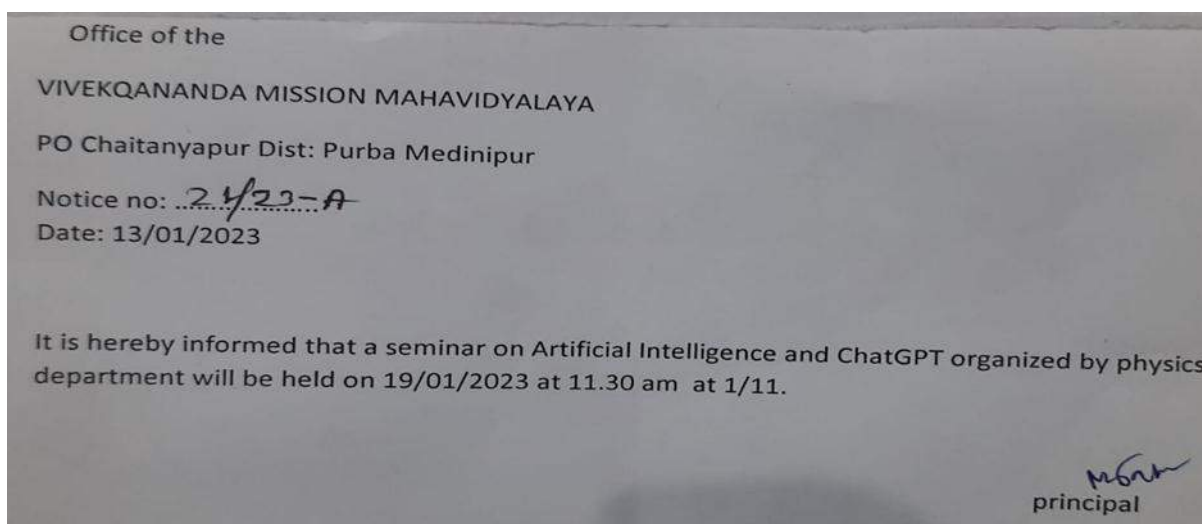 Office of the
VIVEKQANANDA MISSION MAHAVIDYALAYA
PO Chaitanyapur Dist: Purba Medinipur
Notice no: ..21/23-A
Date: 13/01/2023
It is hereby informed that a seminar on Artificial Intelligence and ChatGPT organized by physics
department will be held on 19/01/2023 at 11.30 am at 1/11.
principal